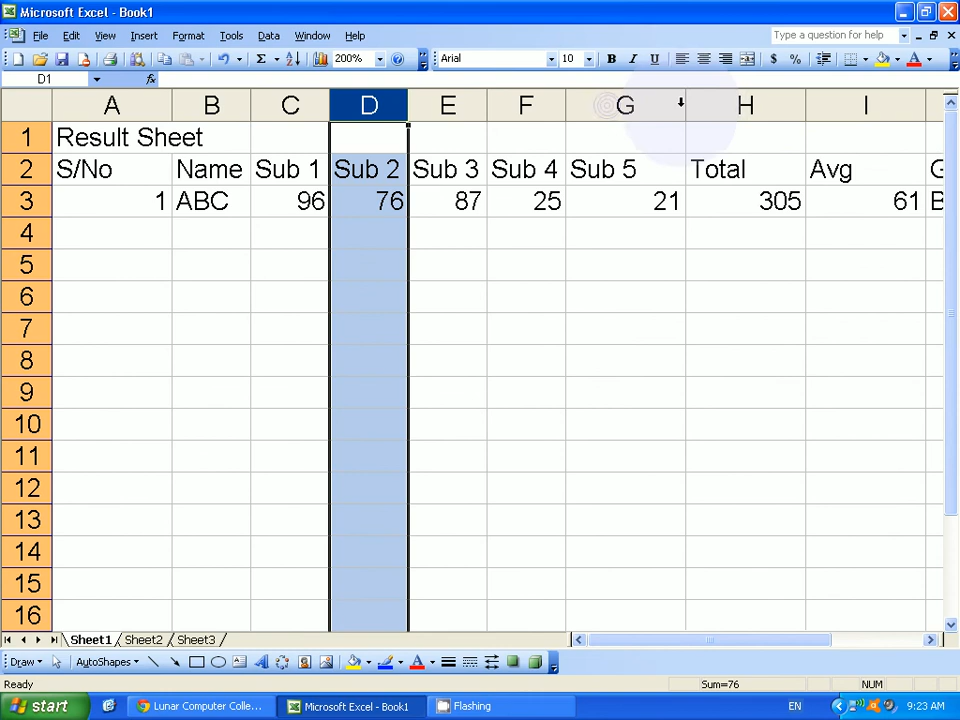 Microsoft Excel - Book1
File Edit View Insert Format Tools Data Window Help
Type a question for help
200% Arial 10 B I U $ %
D1 fx
A B C D E F G H I
1 Result Sheet
2 S/No Name Sub 1 Sub 2 Sub 3 Sub 4 Sub 5 Total Avg G
3 1 ABC 96 76 87 25 21 305 61 B
4
5
6
7
8
9
10
11
12
13
14
15
16
Sheet1 Sheet2 Sheet3
Draw AutoShapes
Ready Sum=76 NUM
start Lunar Computer Colle... Microsoft Excel - Book1 Flashing EN 9:23 AM